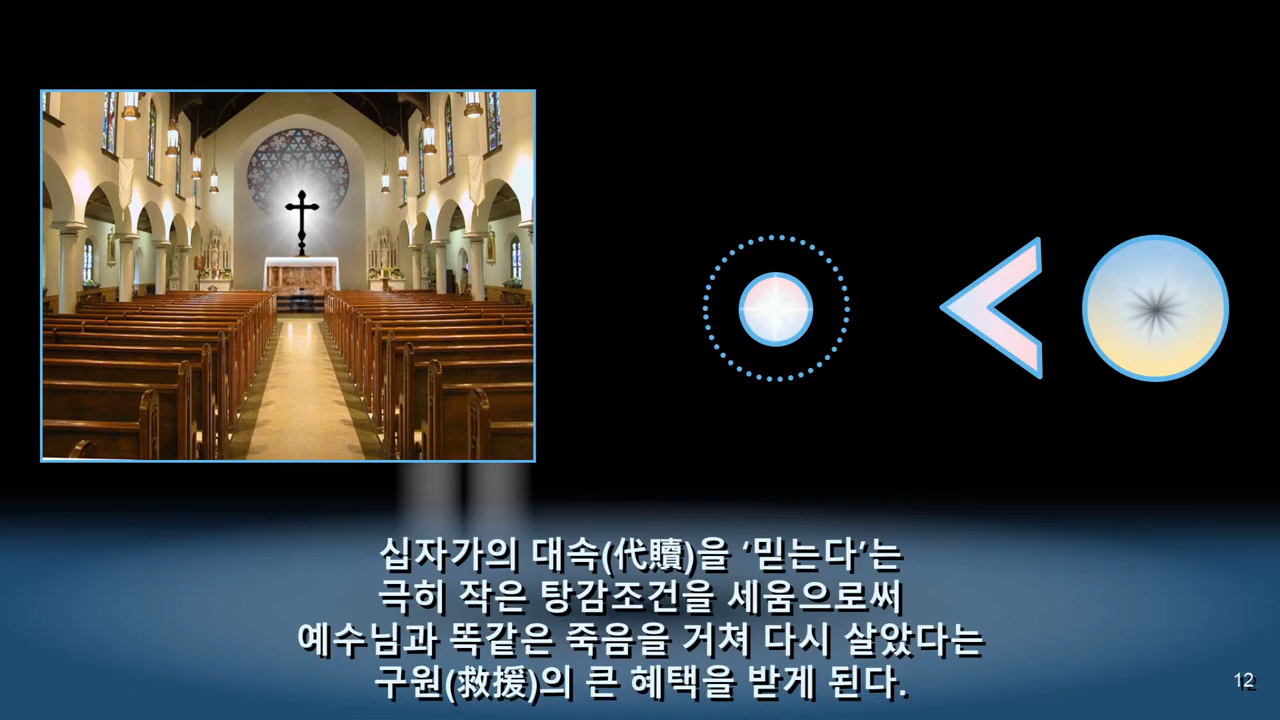 십자가의 대속(代贖)을 ‘믿는다’는
극히 작은 탕감조건을 세움으로써
예수님과 똑같은 죽음을 거쳐 다시 살았다는
구원(救援)의 큰 혜택을 받게 된다.
12